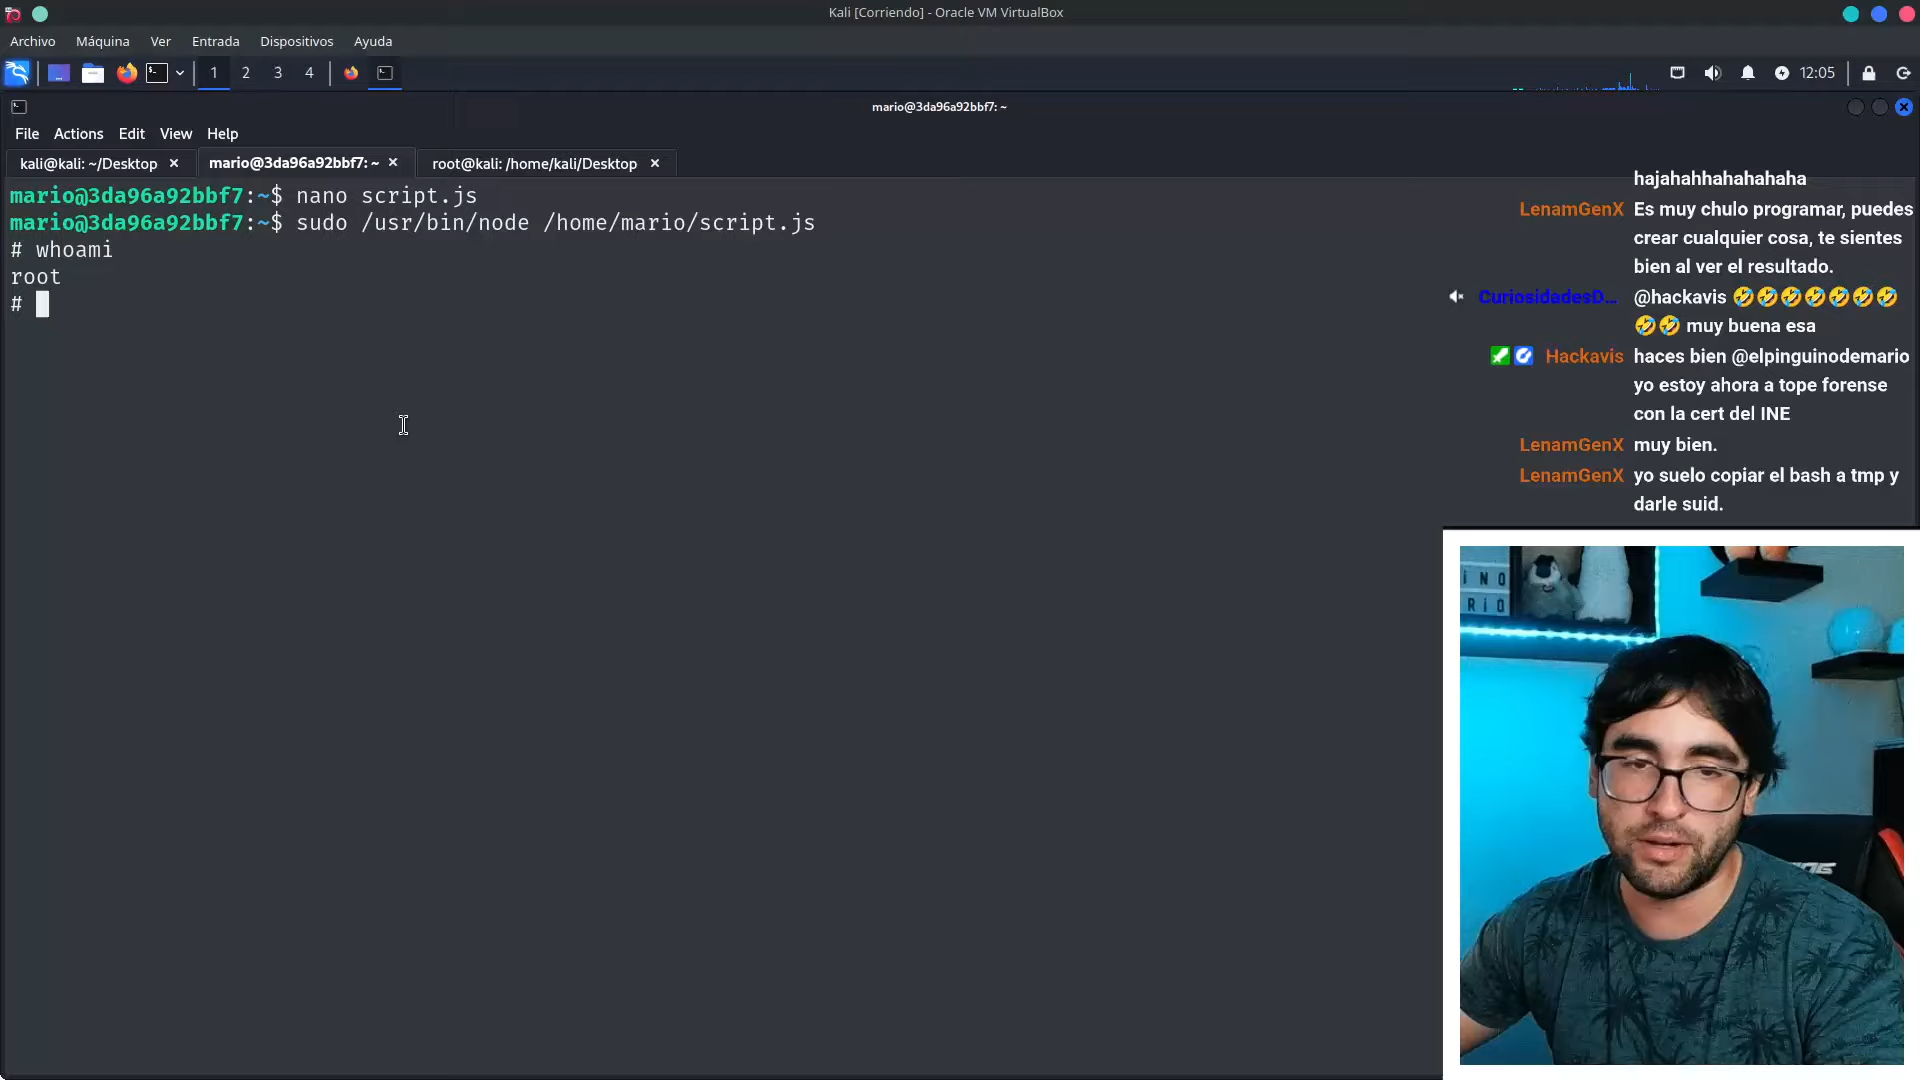 Kali [Corriendo] - Oracle VM VirtualBox
Archivo Máquina Ver Entrada Dispositivos Ayuda
1 2 3 4 12:05
mario@3da96a92bbf7: ~
File Actions Edit View Help
kali@kali: ~/Desktop mario@3da96a92bbf7: ~ root@kali: /home/kali/Desktop
mario@3da96a92bbf7:~$ nano script.js
mario@3da96a92bbf7:~$ sudo /usr/bin/node /home/mario/script.js
# whoami
root
#
hajahahhahahahaha
LenamGenX Es muy chulo programar, puedes
crear cualquier cosa, te sientes
bien al ver el resultado.
CuriosidadesD... @hackavis 🤣🤣🤣🤣🤣🤣🤣
🤣🤣 muy buena esa
Hackavis haces bien @elpinguinodemario
yo estoy ahora a tope forense
con la cert del INE
LenamGenX muy bien.
LenamGenX yo suelo copiar el bash a tmp y
darle suid.
INO
RIO